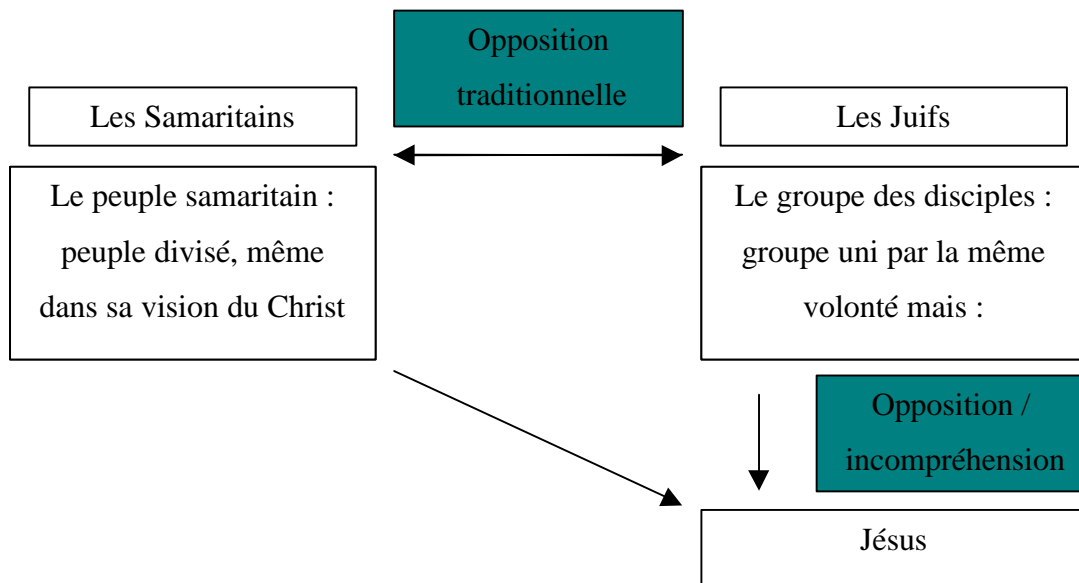 Opposition
traditionnelle
Les Samaritains
Les Juifs
Le peuple samaritain :
peuple divisé, même
dans sa vision du Christ
Le groupe des disciples :
groupe uni par la même
volonté mais :
Opposition /
incompréhension
Jésus